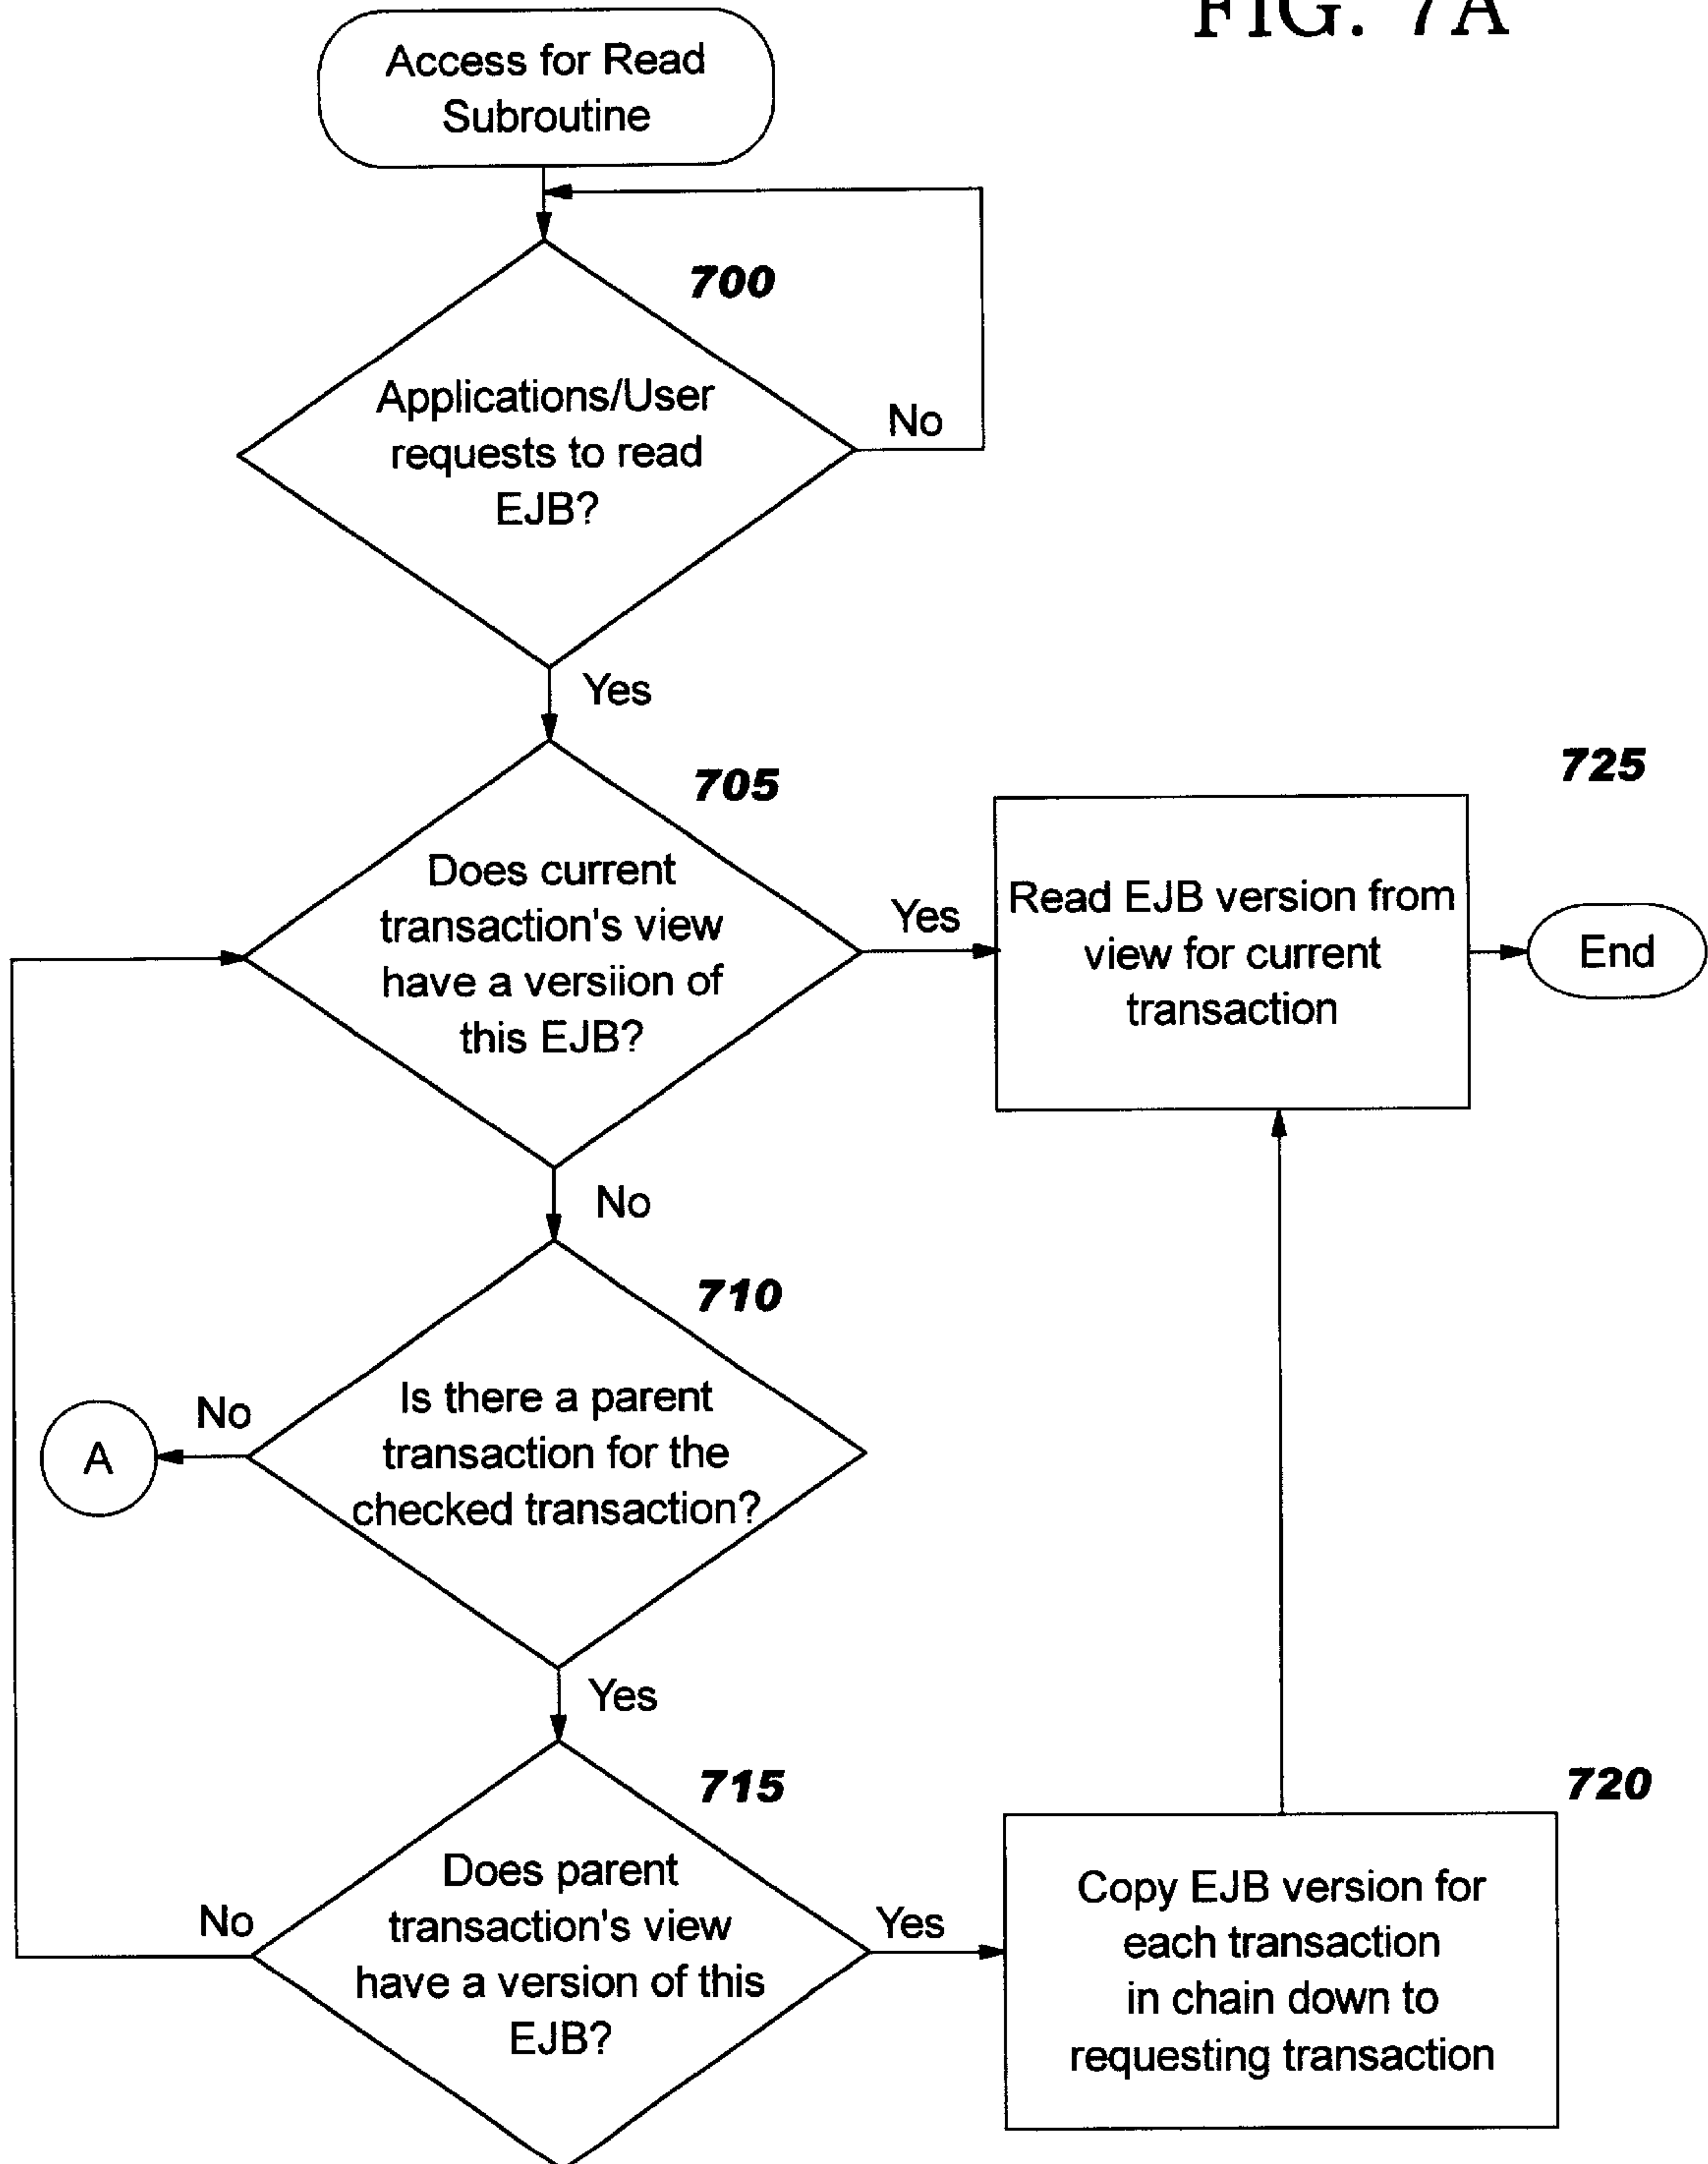 FIG. 7A
Access for Read
Subroutine
700
Applications/User
requests to read
EJB?
No
Yes
705
Does current
transaction's view
have a versiion of
this EJB?
Yes
725
Read EJB version from
view for current
transaction
End
No
710
Is there a parent
transaction for the
checked transaction?
No
A
Yes
715
Does parent
transaction's view
have a version of this
EJB?
No
Yes
720
Copy EJB version for
each transaction
in chain down to
requesting transaction